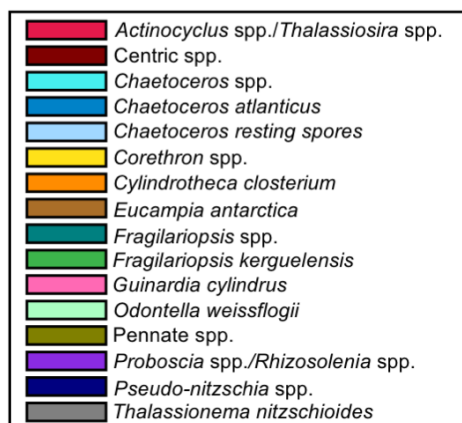 Actinocyclus spp./Thalassiosira spp.
Centric spp.
Chaetoceros spp.
Chaetoceros atlanticus
Chaetoceros resting spores
Corethron spp.
Cylindrotheca closterium
Eucampia antarctica
Fragilariopsis spp.
Fragilariopsis kerguelensis
Guinardia cylindrus
Odontella weissflogii
Pennate spp.
Proboscia spp./Rhizosolenia spp.
Pseudo-nitzschia spp.
Thalassionema nitzschioides